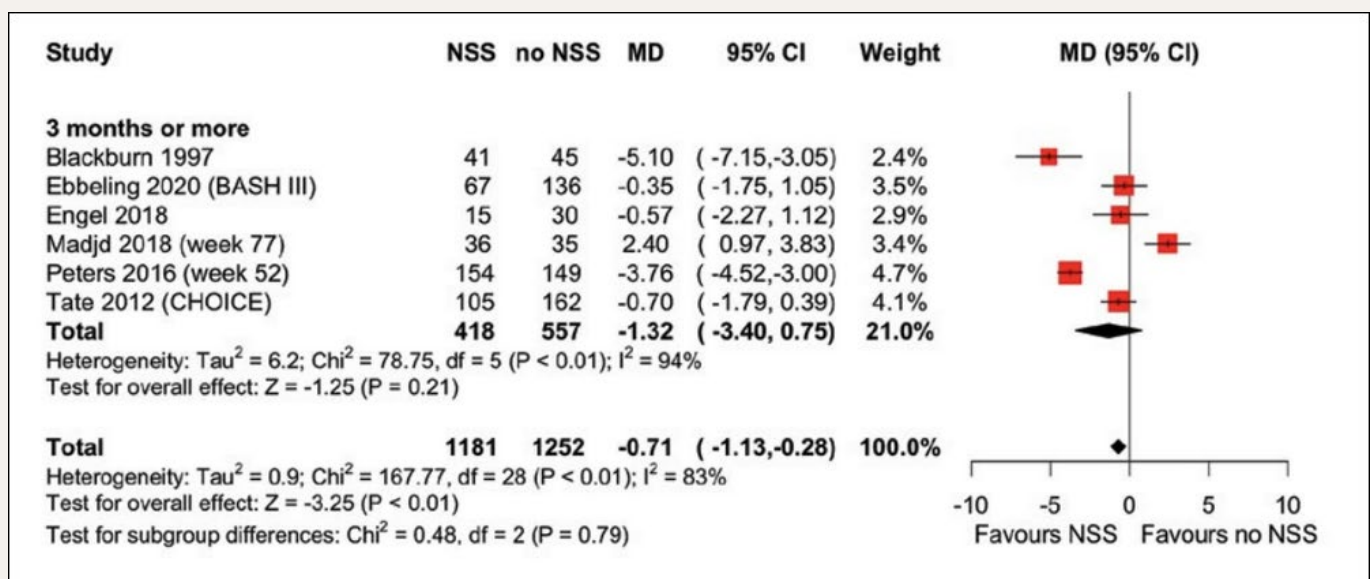 Study NSS no NSS MD 95% CI Weight MD (95% CI)
3 months or more
Blackburn 1997 41 45 -5.10 ( -7.15,-3.05) 2.4%
Ebbeling 2020 (BASH III) 67 136 -0.35 ( -1.75, 1.05) 3.5%
Engel 2018 15 30 -0.57 ( -2.27, 1.12) 2.9%
Madjd 2018 (week 77) 36 35 2.40 ( 0.97, 3.83) 3.4%
Peters 2016 (week 52) 154 149 -3.76 ( -4.52,-3.00) 4.7%
Tate 2012 (CHOICE) 105 162 -0.70 ( -1.79, 0.39) 4.1%
Total 418 557 -1.32 ( -3.40, 0.75) 21.0%
Heterogeneity: Tau² = 6.2; Chi² = 78.75, df = 5 (P < 0.01); I² = 94%
Test for overall effect: Z = -1.25 (P = 0.21)
Total 1181 1252 -0.71 ( -1.13,-0.28) 100.0%
Heterogeneity: Tau² = 0.9; Chi² = 167.77, df = 28 (P < 0.01); I² = 83%
Test for overall effect: Z = -3.25 (P < 0.01)
Test for subgroup differences: Chi² = 0.48, df = 2 (P = 0.79)
-10 -5 0 5 10
Favours NSS Favours no NSS